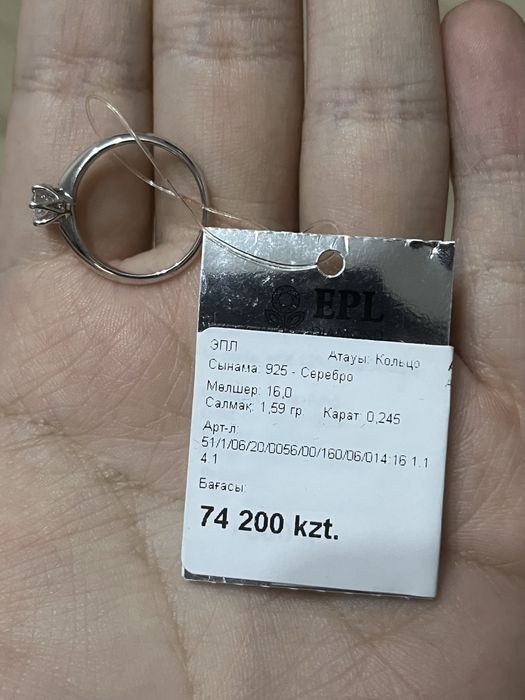 EPL
ЭПЛ Атауы: Кольцо
Сынама: 925 - Серебро
Мөлшер: 16,0
Салмақ: 1,59 гр. Карат: 0,245
Арт-л:
51/1/06/20/0056/00/160/06/014:16 1.1
4.1
Бағасы:
74 200 kzt.